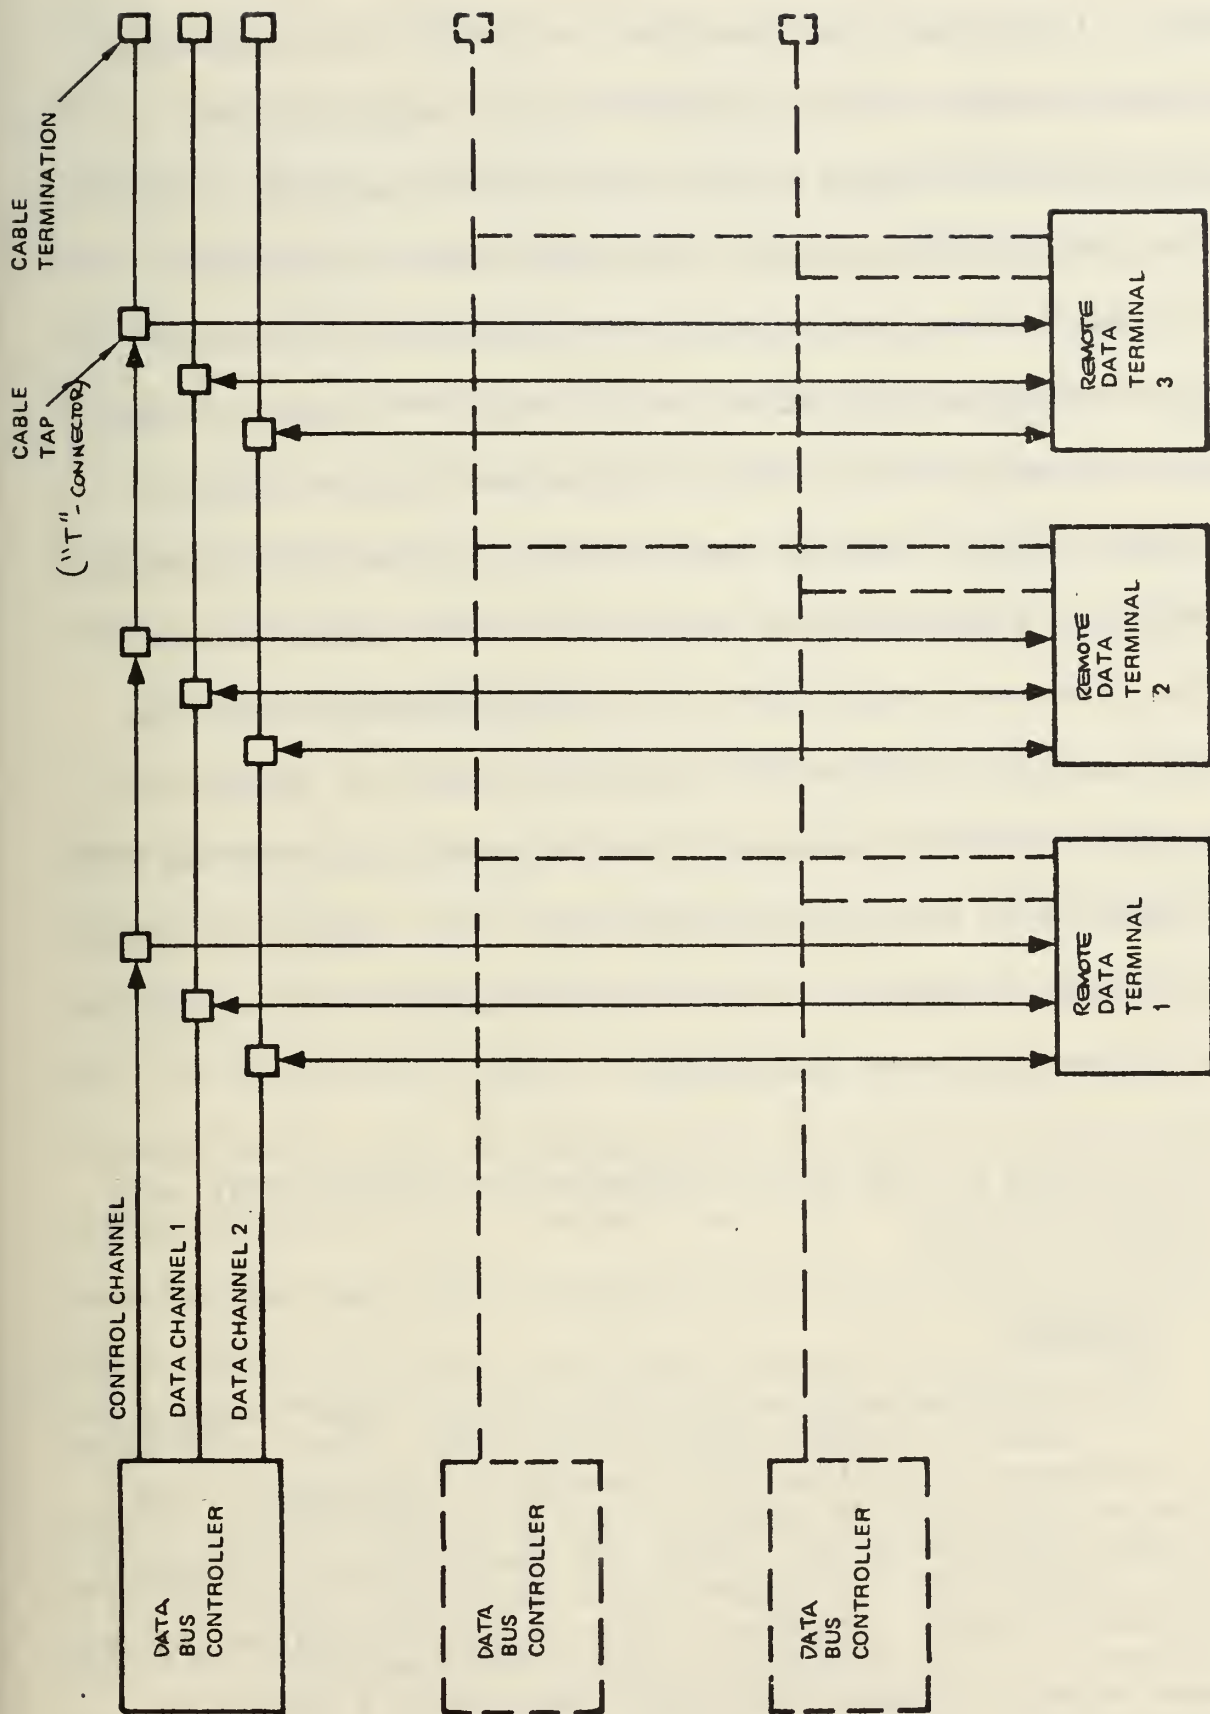 CABLE
TAP
("T" - CONNECTOR)
CABLE
TERMINATION
CONTROL CHANNEL
DATA CHANNEL 1
DATA CHANNEL 2
DATA
BUS
CONTROLLER
DATA
BUS
CONTROLLER
DATA
BUS
CONTROLLER
REMOTE
DATA
TERMINAL
1
REMOTE
DATA
TERMINAL
2
REMOTE
DATA
TERMINAL
3